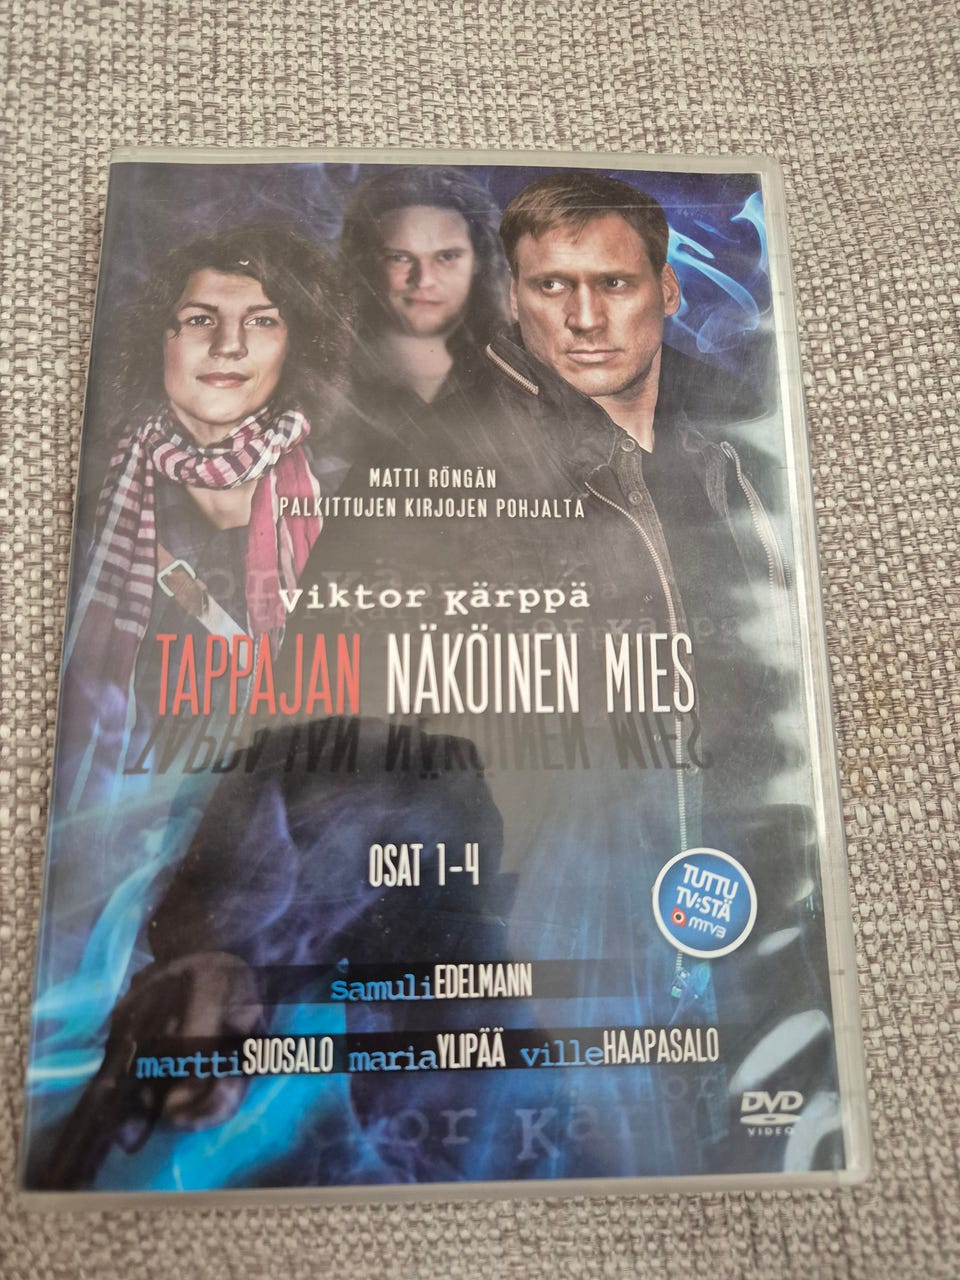 MATTI RÖNGÄN
PALKITTUJEN KIRJOJEN POHJALTA
Viktor Kärppä
TAPPAJAN NÄKÖINEN MIES
OSAT 1-4
TUTTU
TV:STÄ
MTV3
samuliEDELMANN
marttiSUOSALO mariaYLIPÄÄ villeHAAPASALO
DVD
VIDEO